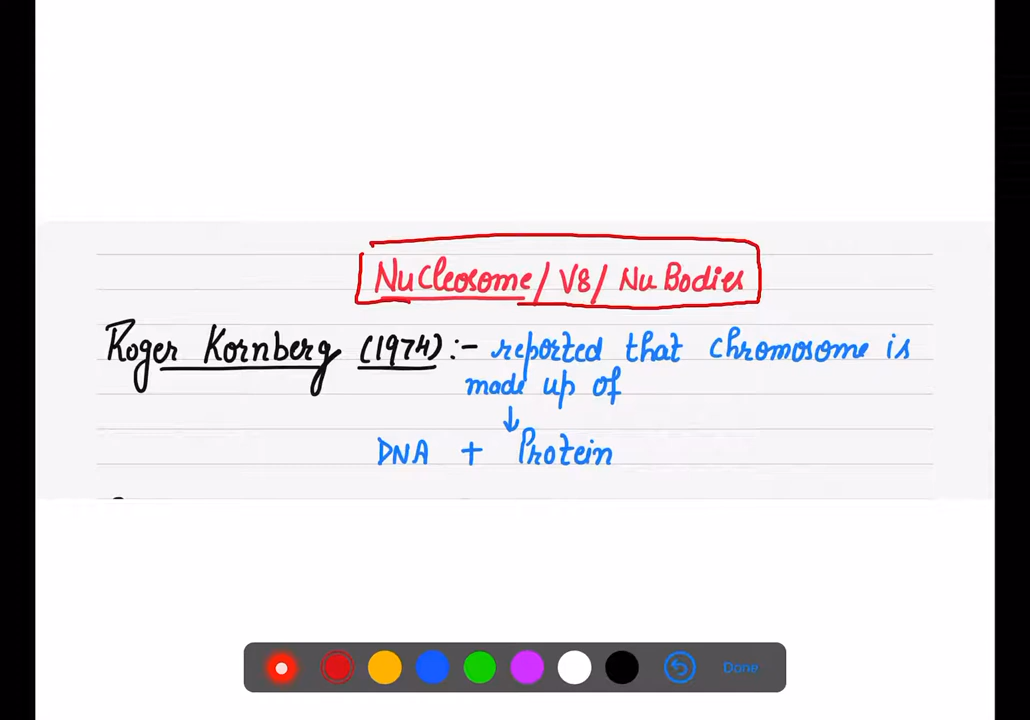 Nucleosome/ V8/ Nu Bodies
Roger Kornberg (1974):- reported that chromosome is
made up of
↓
DNA + Protein
Done